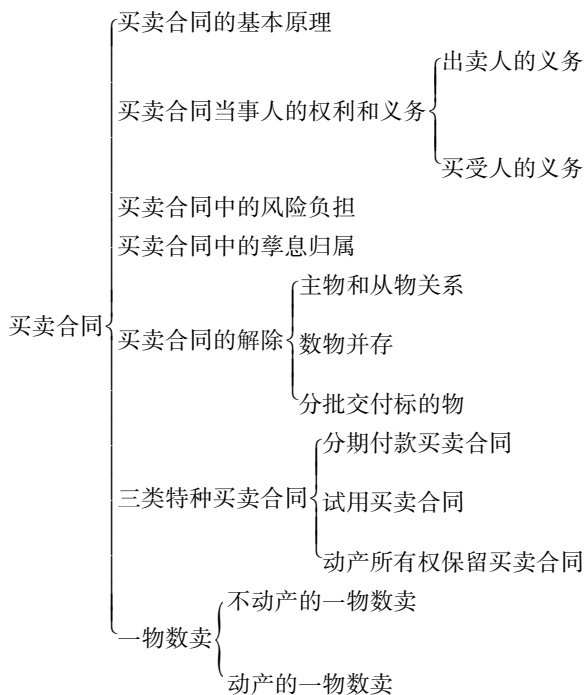 买卖合同
买卖合同的基本原理
买卖合同当事人的权利和义务
出卖人的义务
买受人的义务
买卖合同中的风险负担
买卖合同中的孳息归属
买卖合同的解除
主物和从物关系
数物并存
分批交付标的物
三类特种买卖合同
分期付款买卖合同
试用买卖合同
动产所有权保留买卖合同
一物数卖
不动产的一物数卖
动产的一物数卖